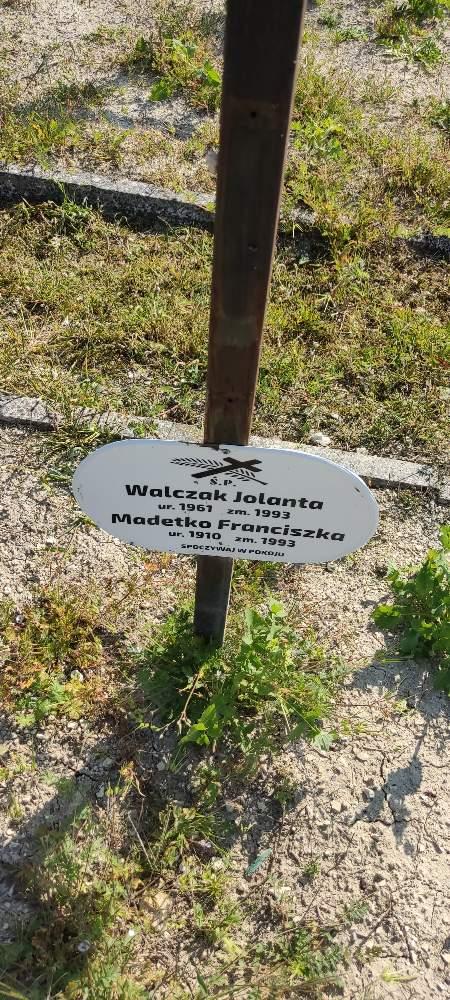 Ś.P.
Walczak Jolanta
ur. 1961 zm. 1993
Madetko Franciszka
ur. 1910 zm. 1993
SPOCZYWAJ W POKOJU